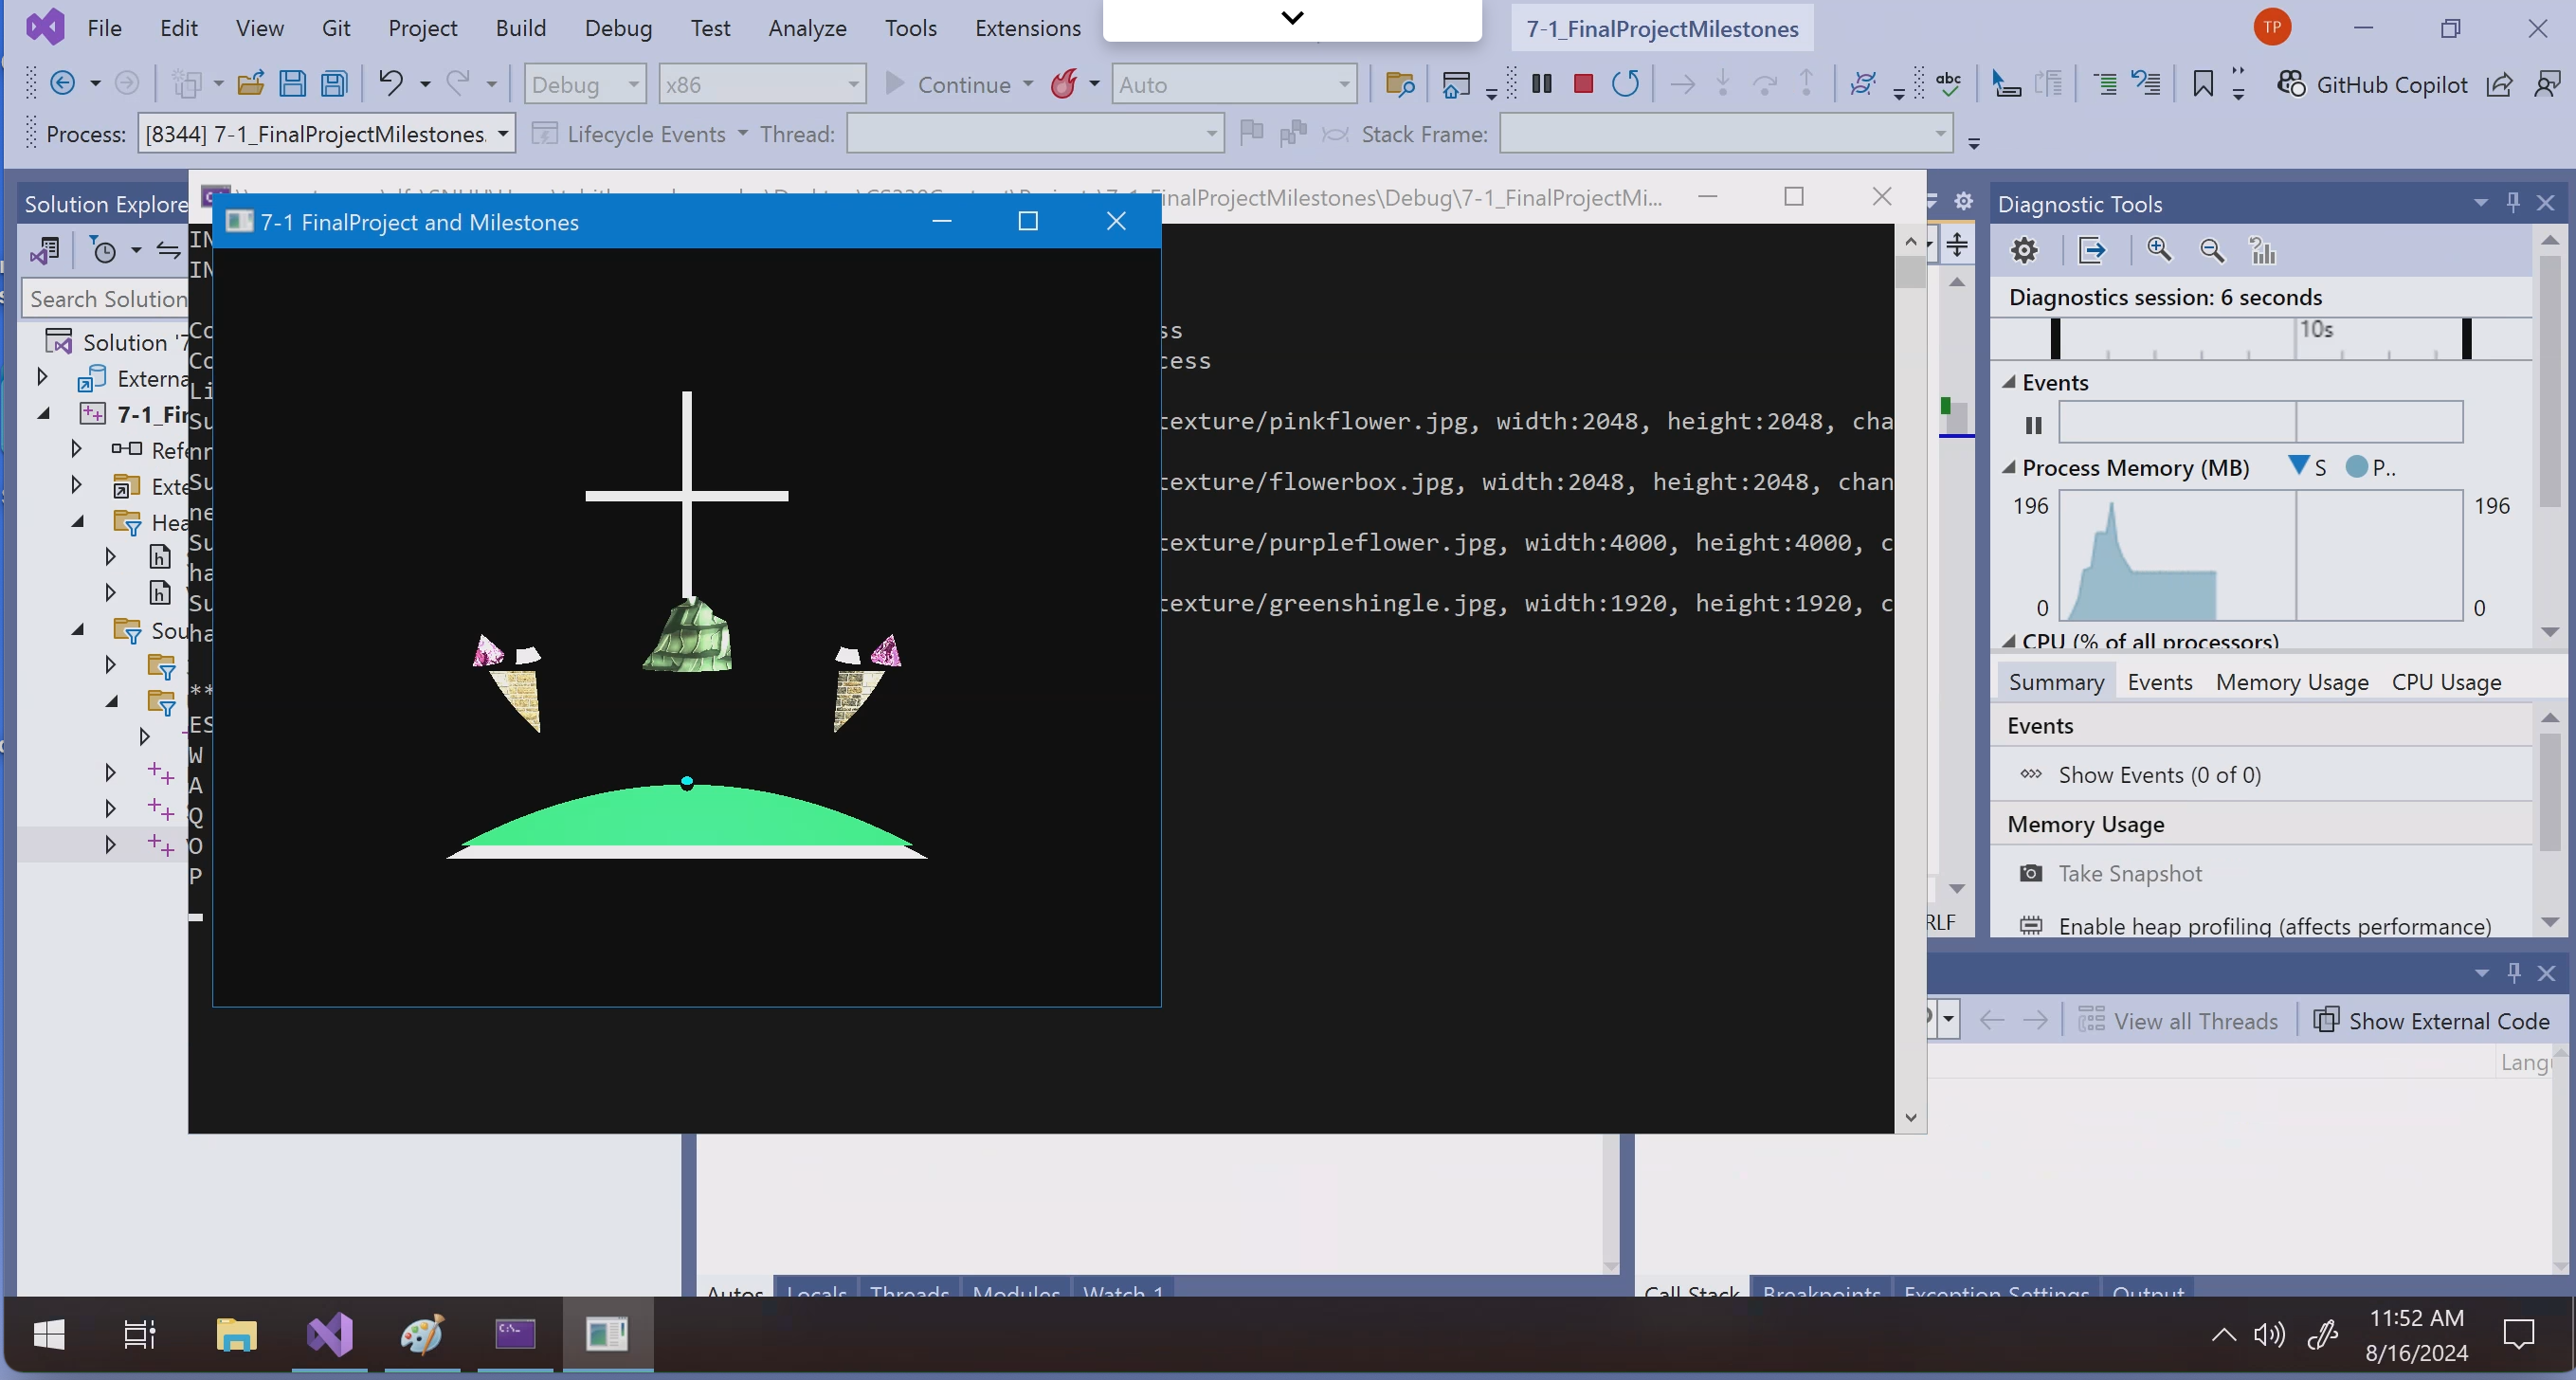 File Edit View Git Project Build Debug Test Analyze Tools Extensions 7-1_FinalProjectMilestones TP
Debug x86 Continue Auto abc GitHub Copilot
Process: [8344] 7-1_FinalProjectMilestones. Lifecycle Events Thread: Stack Frame:
Solution Explore
Search Solution
Solution '7
Externa
7-1_Fin
Refe
Exte
Hea
Sou
inalProjectMilestones\Debug\7-1_FinalProjectMi...
7-1 FinalProject and Milestones
IN
IN
Co
ss
Co
cess
Li
Su
texture/pinkflower.jpg, width:2048, height:2048, cha
nn
Su
texture/flowerbox.jpg, width:2048, height:2048, chan
ne
Su
texture/purpleflower.jpg, width:4000, height:4000, c
ha
Su
texture/greenshingle.jpg, width:1920, height:1920, c
ha
**
ES
W
A
Q
O
P
RLF
Diagnostic Tools
Diagnostics session: 6 seconds
10s
Events
Process Memory (MB) S P..
196 196
0 0
CPU (% of all processors)
Summary Events Memory Usage CPU Usage
Events
Show Events (0 of 0)
Memory Usage
Take Snapshot
Enable heap profiling (affects performance)
View all Threads Show External Code
Lang
Autos Locals Threads Modules Watch 1
Call Stack Breakpoints Exception Settings Output
11:52 AM
8/16/2024